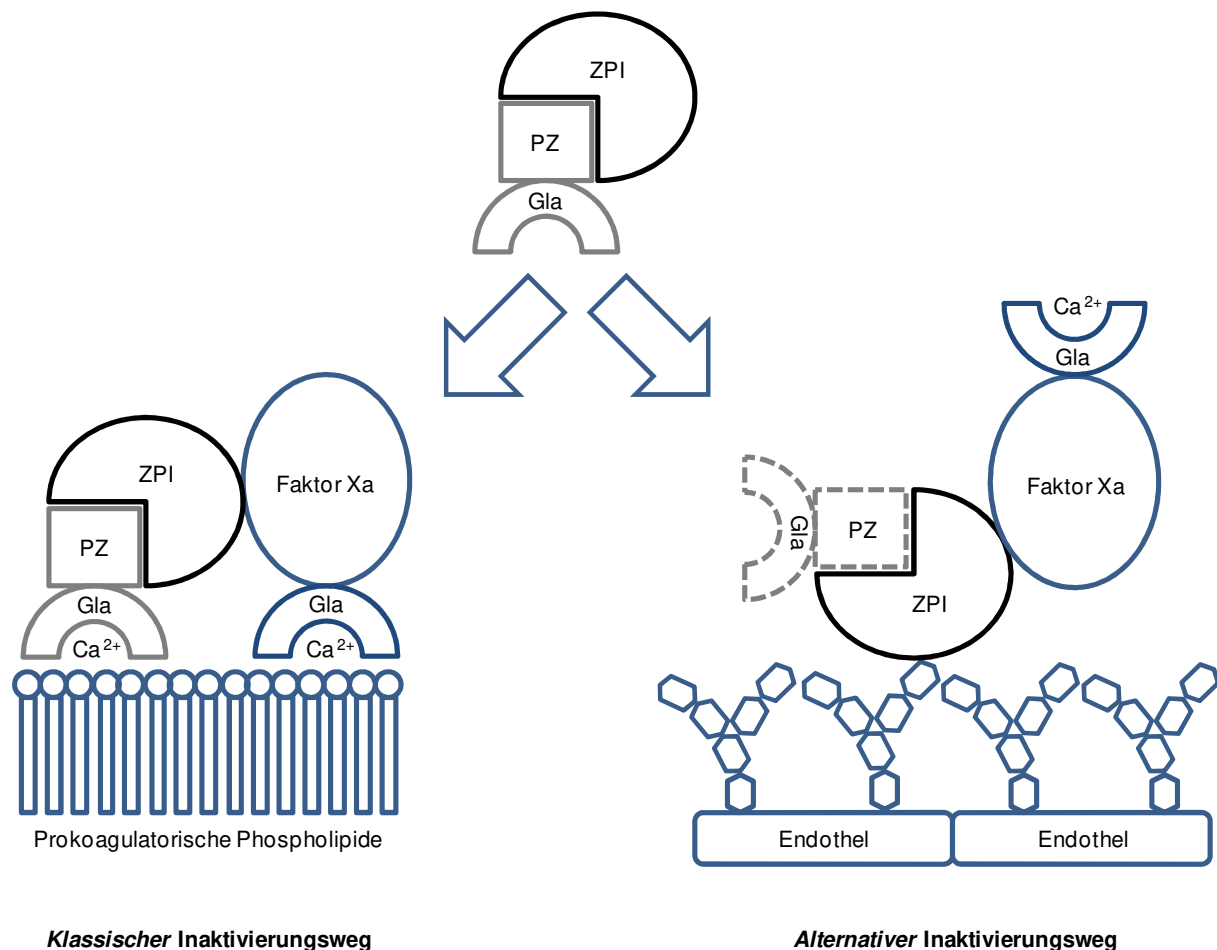 ZPI
PZ
Gla
ZPI
Faktor Xa
PZ
Gla
Gla
Ca2+
Ca2+
Prokoagulatorische Phospholipide
Klassischer Inaktivierungsweg
Ca2+
Gla
Faktor Xa
Gla
PZ
ZPI
Endothel
Endothel
Alternativer Inaktivierungsweg